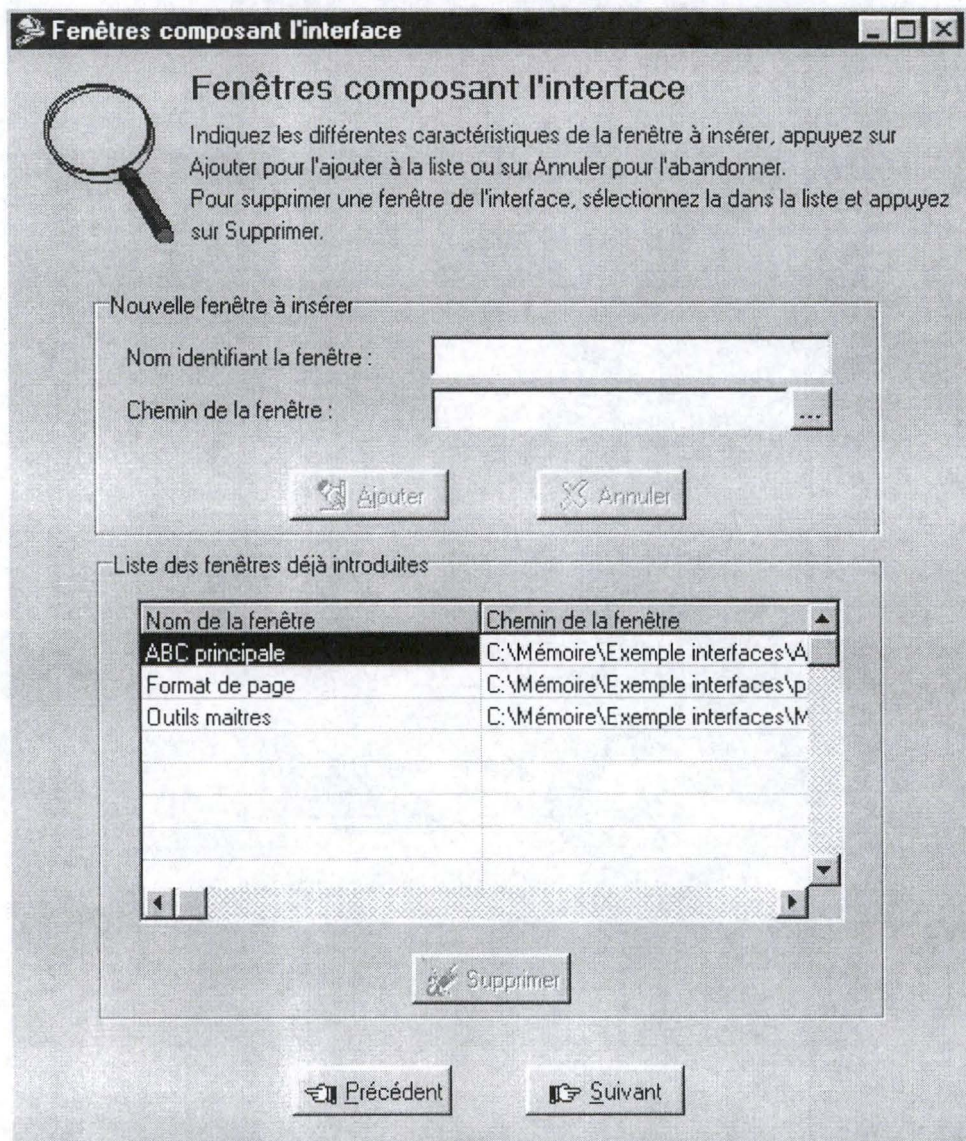 Fenêtres composant l'interface
Fenêtres composant l'interface
Indiquez les différentes caractéristiques de la fenêtre à insérer, appuyez sur
Ajouter pour l'ajouter à la liste ou sur Annuler pour l'abandonner.
Pour supprimer une fenêtre de l'interface, sélectionnez la dans la liste et appuyez
sur Supprimer.
Nouvelle fenêtre à insérer
Nom identifiant la fenêtre :
Chemin de la fenêtre :
...
Ajouter Annuler
Liste des fenêtres déjà introduites
Nom de la fenêtre Chemin de la fenêtre
ABC principale C:\Mémoire\Exemple interfaces\A
Format de page C:\Mémoire\Exemple interfaces\p
Outils maitres C:\Mémoire\Exemple interfaces\M
Supprimer
Précédent Suivant